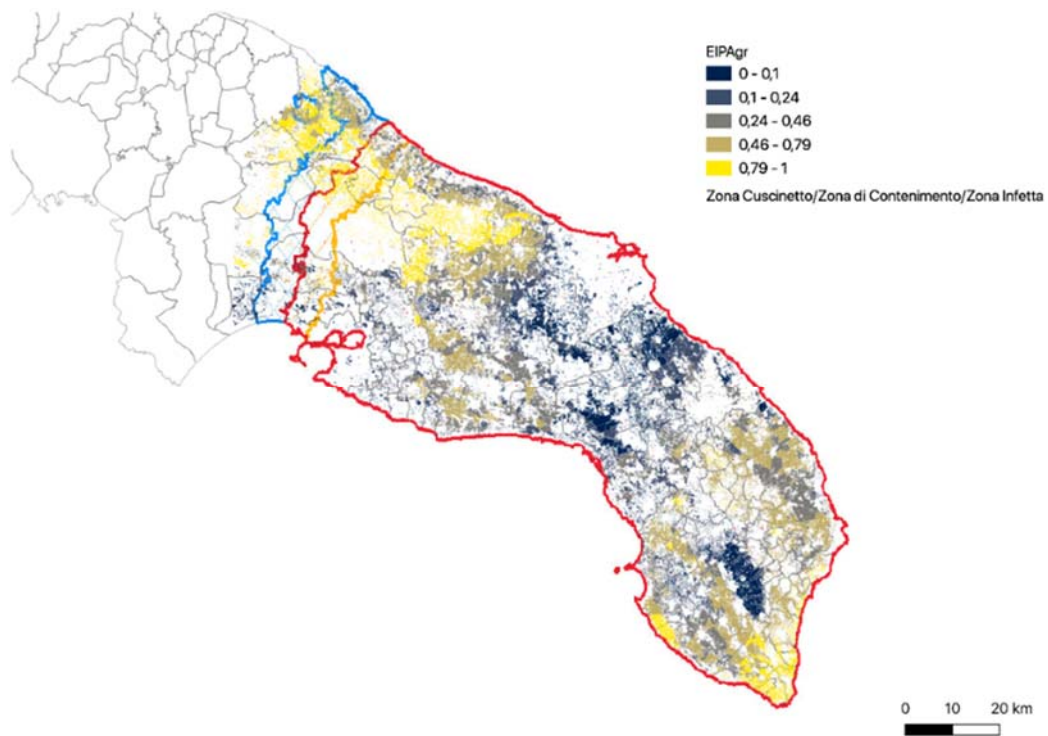 EIPAgr
0 - 0,1
0,1 - 0,24
0,24 - 0,46
0,46 - 0,79
0,79 - 1
Zona Cuscinetto/Zona di Contenimento/Zona Infetta
0 10 20 km